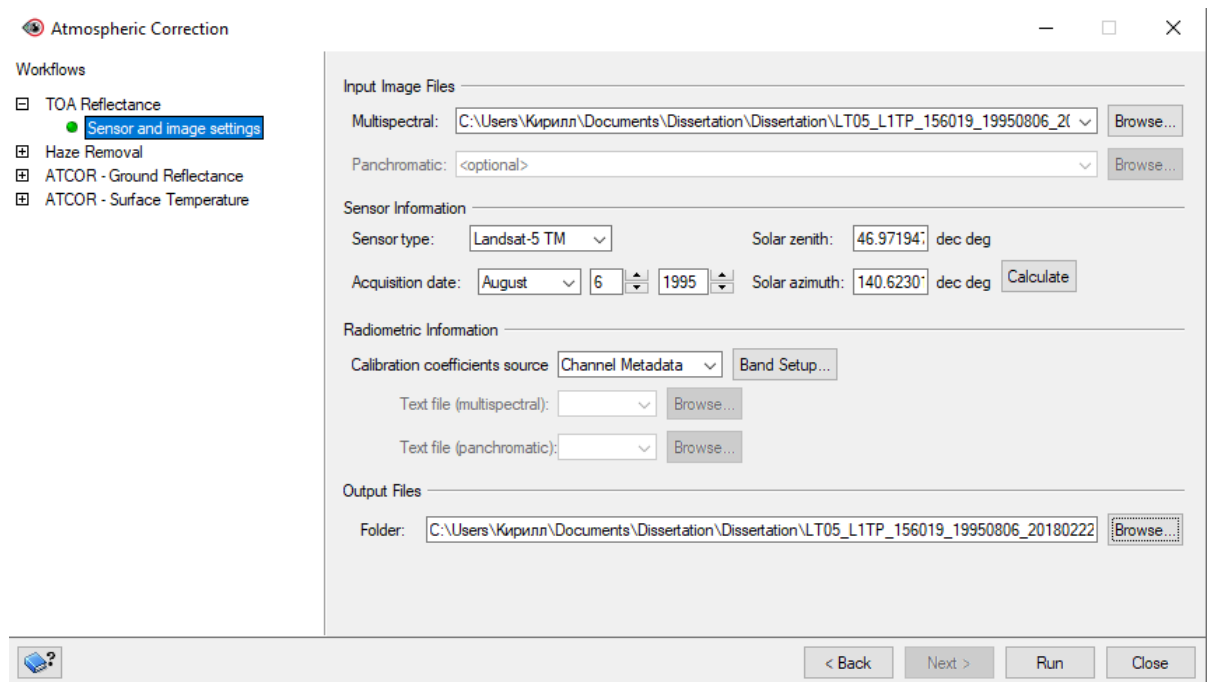 Atmospheric Correction
Workflows
TOA Reflectance
Sensor and image settings
Haze Removal
ATCOR - Ground Reflectance
ATCOR - Surface Temperature
Input Image Files
Multispectral: C:\Users\Кирилл\Documents\Dissertation\Dissertation\LT05_L1TP_156019_19950806_20 Browse...
Panchromatic: <optional> Browse...
Sensor Information
Sensor type: Landsat-5 TM Solar zenith: 46.971947 dec deg
Acquisition date: August 6 1995 Solar azimuth: 140.6230 dec deg Calculate
Radiometric Information
Calibration coefficients source Channel Metadata Band Setup...
Text file (multispectral): Browse...
Text file (panchromatic): Browse...
Output Files
Folder: C:\Users\Кирилл\Documents\Dissertation\Dissertation\LT05_L1TP_156019_19950806_20180222 Browse...
< Back Next > Run Close